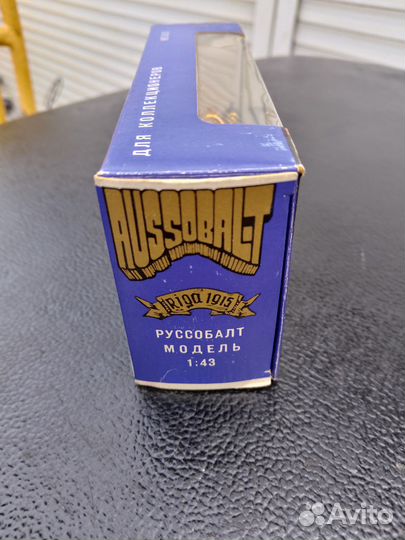 ДЛЯ КОЛЛЕКЦИОНЕРОВ
RUSSOBALT
Riga 1915
РУССОБАЛТ
МОДЕЛЬ
1:43
Avito